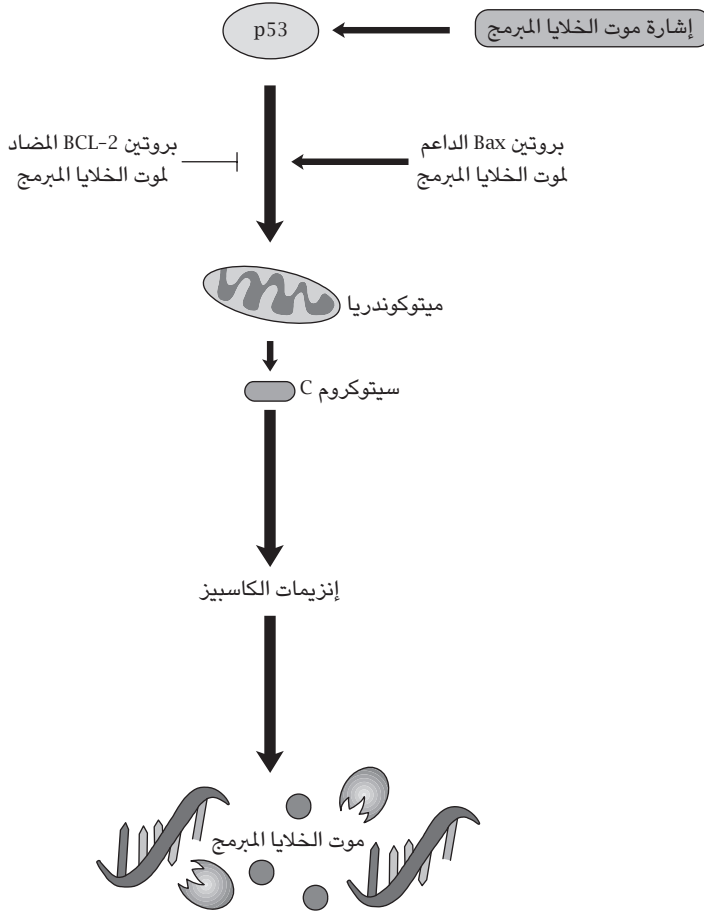 إشارة موت الخلايا المبرمج
p53
بروتين Bax الداعم
لموت الخلايا المبرمج
بروتين BCL-2 المضاد
لموت الخلايا المبرمج
ميتوكوندريا
سيتوكروم C
إنزيمات الكاسبيز
موت الخلايا المبرمج